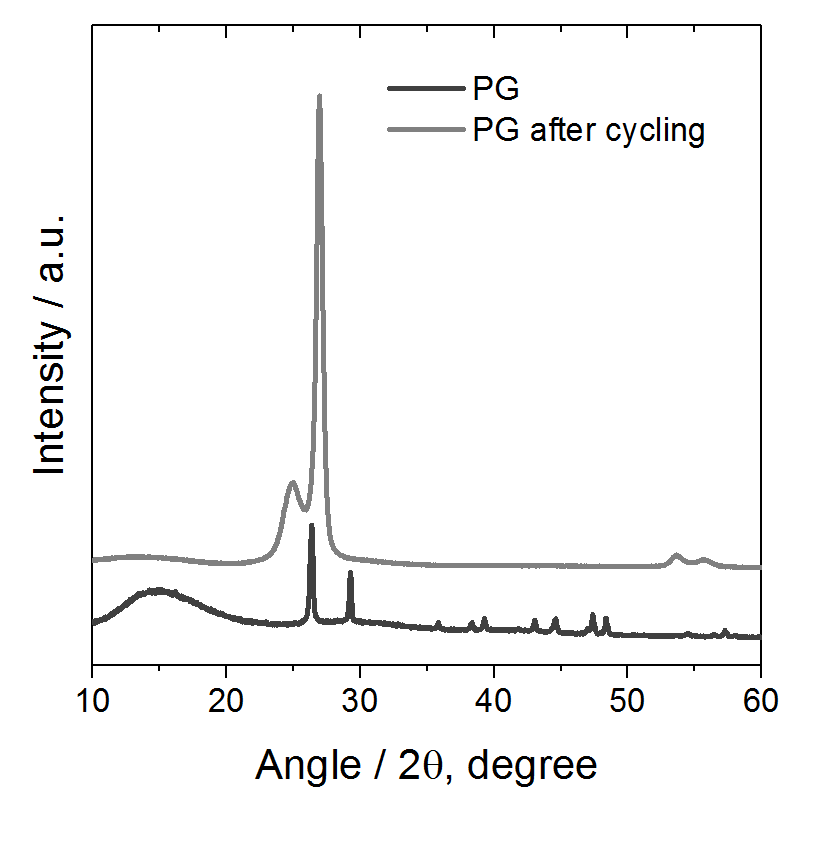 PG
PG after cycling
Intensity / a.u.
10 20 30 40 50 60
Angle / 2θ, degree